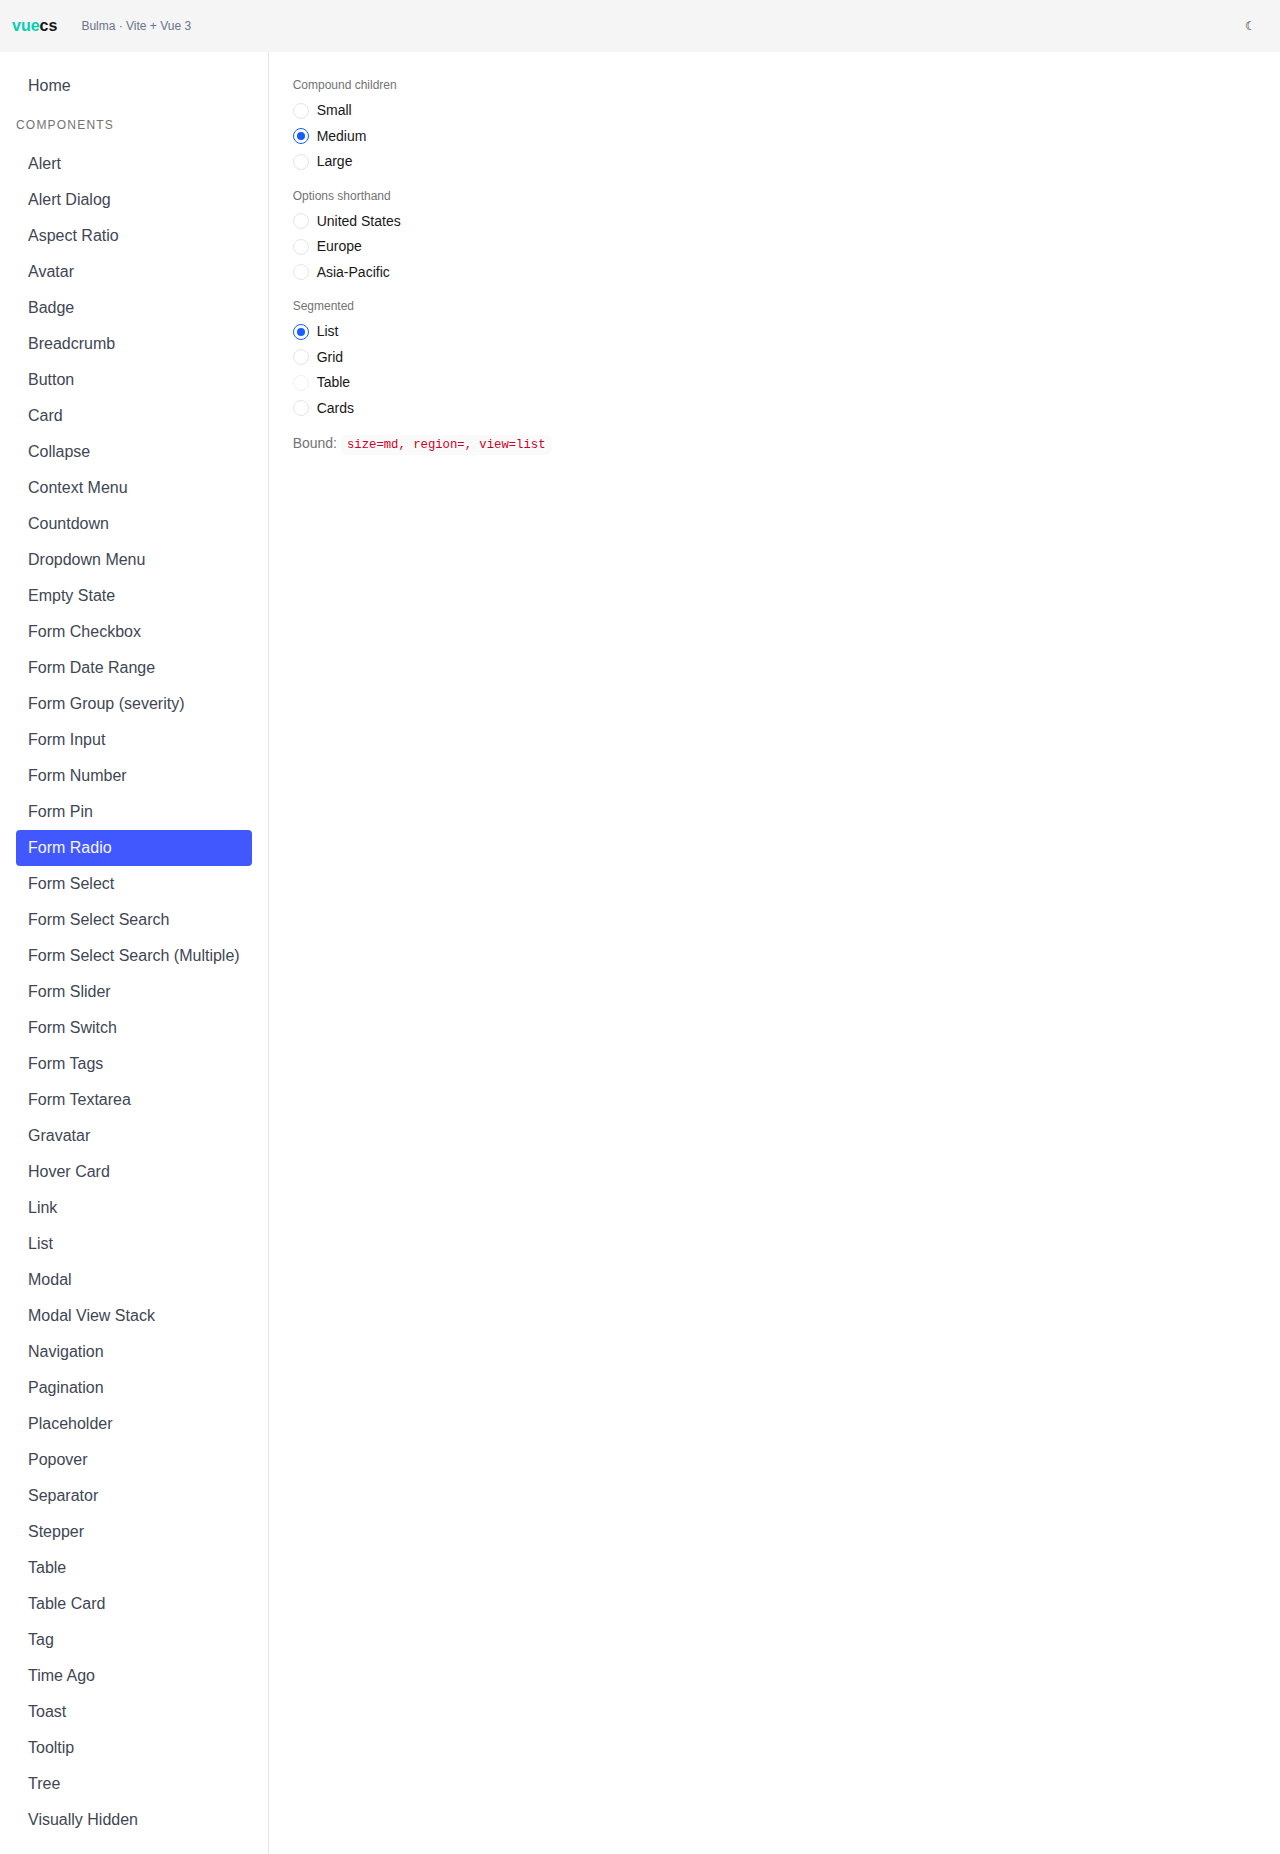 vuecs Bulma · Vite + Vue 3
Home
COMPONENTS
Alert
Alert Dialog
Aspect Ratio
Avatar
Badge
Breadcrumb
Button
Card
Collapse
Context Menu
Countdown
Dropdown Menu
Empty State
Form Checkbox
Form Date Range
Form Group (severity)
Form Input
Form Number
Form Pin
Form Radio
Form Select
Form Select Search
Form Select Search (Multiple)
Form Slider
Form Switch
Form Tags
Form Textarea
Gravatar
Hover Card
Link
List
Modal
Modal View Stack
Navigation
Pagination
Placeholder
Popover
Separator
Stepper
Table
Table Card
Tag
Time Ago
Toast
Tooltip
Tree
Visually Hidden
Compound children
Small
Medium
Large
Options shorthand
United States
Europe
Asia-Pacific
Segmented
List
Grid
Table
Cards
Bound: size=md, region=, view=list